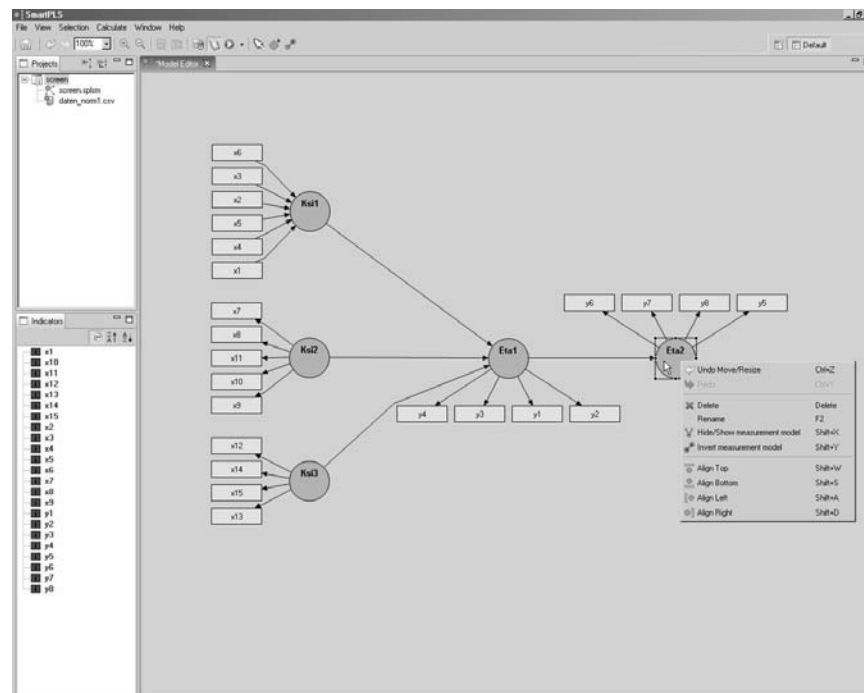 SmartPLS
File View Selection Calculate Window Help
100%
Default
Projects
screen
screen.splsm
daten_norm1.csv
*Model Editor
x6
x3
x2
x5
x4
x1
Ksi1
x7
x8
x11
x10
x9
Ksi2
x12
x14
x15
x13
Ksi3
Eta1
y4
y3
y1
y2
y6
y7
y8
y5
Eta2
Undo Move/Resize Ctrl+Z
Redo Ctrl+Y
Delete Delete
Rename F2
Hide/Show measurement model Shift+X
Invert measurement model Shift+Y
Align Top Shift+W
Align Bottom Shift+S
Align Left Shift+A
Align Right Shift+D
Indicators
x1
x10
x11
x12
x13
x14
x15
x2
x3
x4
x5
x6
x7
x8
x9
y1
y2
y3
y4
y5
y6
y7
y8